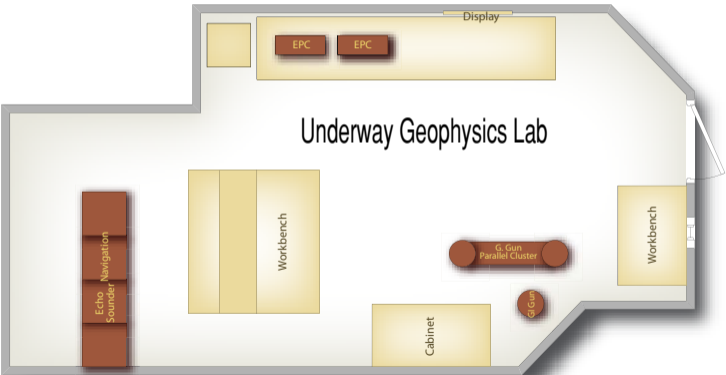 Display
EPC
EPC
Underway Geophysics Lab
Navigation
Echo
Sounder
Workbench
Workbench
G. Gun
Parallel Cluster
GI Gun
Cabinet